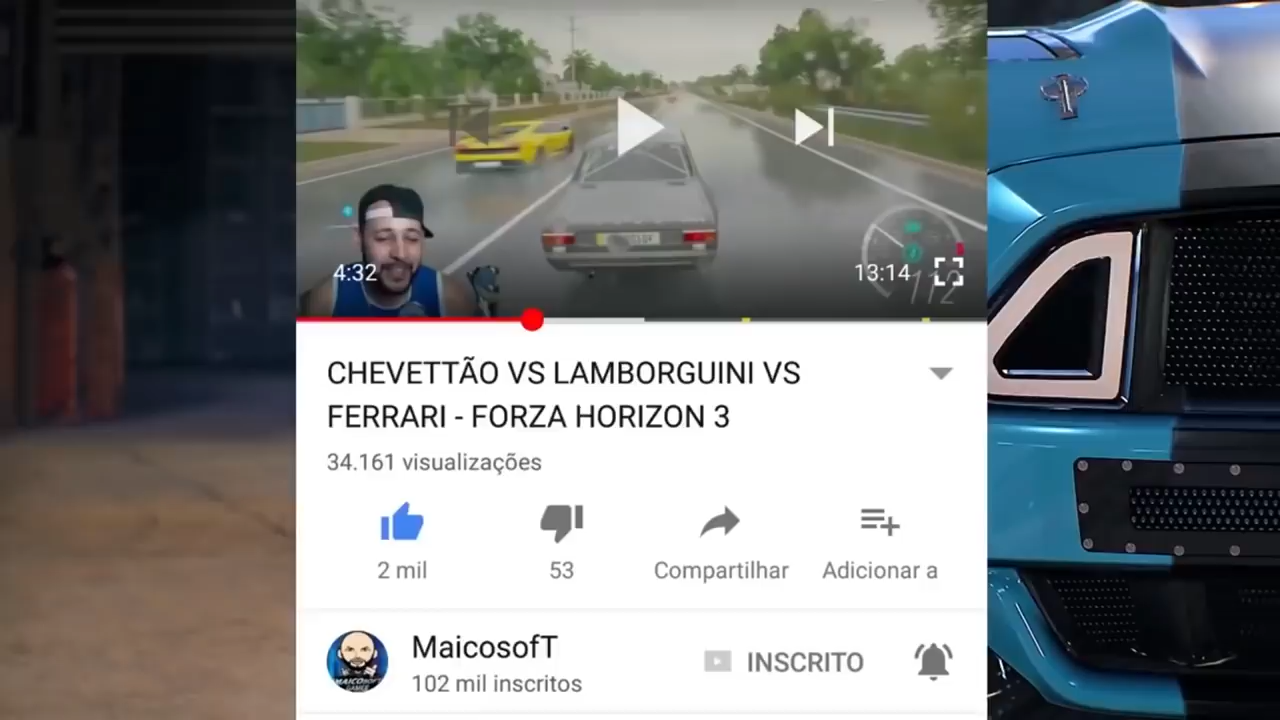 4:32
13:14
112
CHEVETTÃO VS LAMBORGUINI VS
FERRARI - FORZA HORIZON 3
34.161 visualizações
2 mil
53
Compartilhar
Adicionar a
MaicosofT
102 mil inscritos
INSCRITO